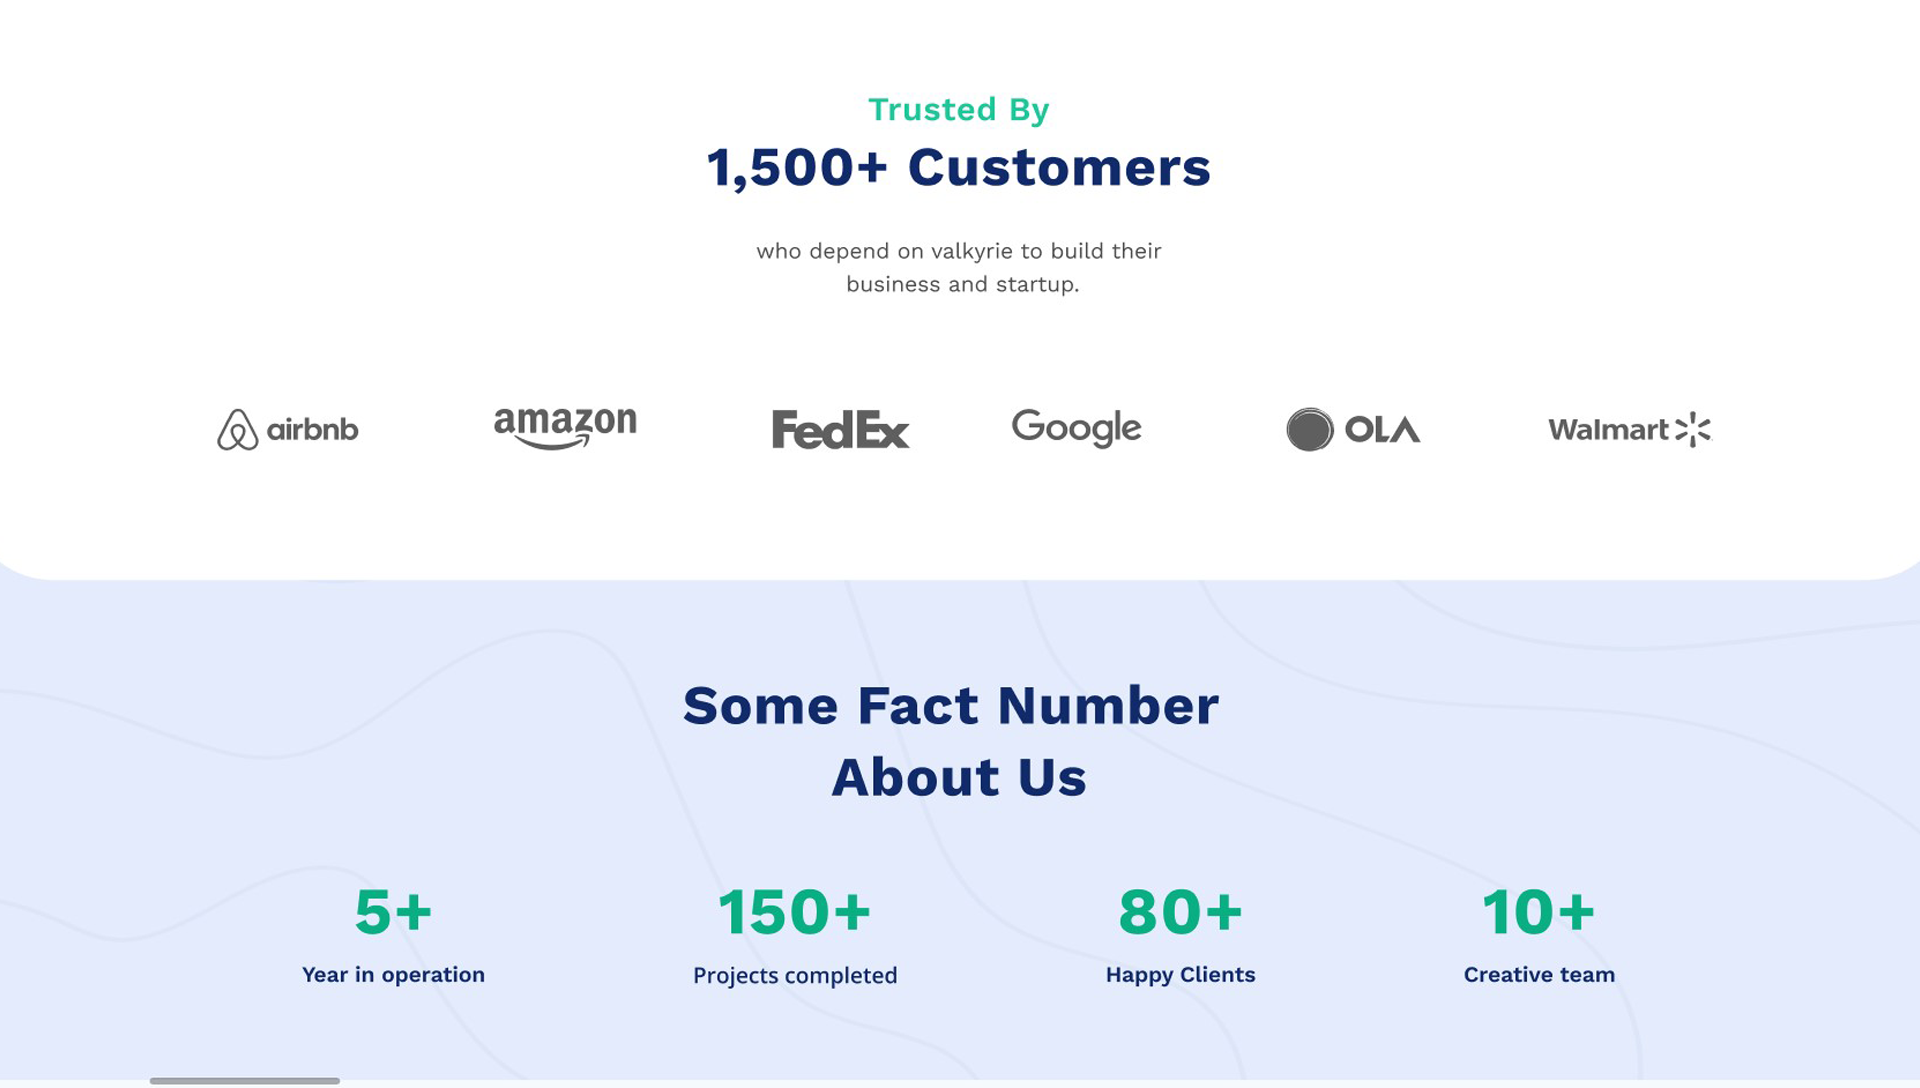 Trusted By
1,500+ Customers
who depend on valkyrie to build their
business and startup.
airbnb amazon FedEx Google OLA Walmart
Some Fact Number
About Us
5+ 150+ 80+ 10+
Year in operation Projects completed Happy Clients Creative team